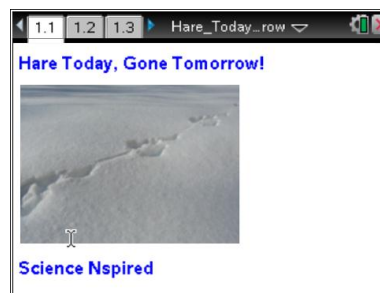 1.1 1.2 1.3 Hare_Today…row
Hare Today, Gone Tomorrow!
Science Nspired